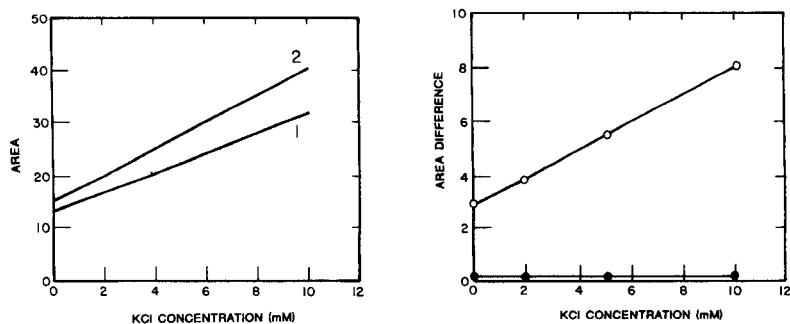 50
40
30
20
10
0
AREA
2
1
0 2 4 6 8 10 12
KCl CONCENTRATION (mM)
10
8
6
4
2
0
AREA DIFFERENCE
0 2 4 6 8 10 12
KCl CONCENTRATION (mM)